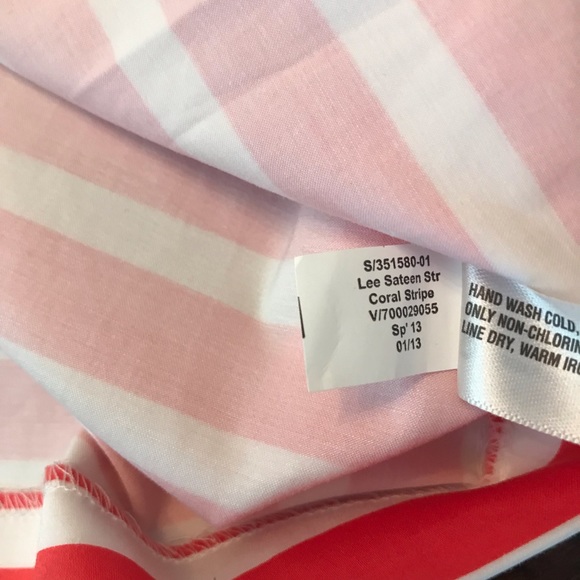 S/351580-01
Lee Sateen Str
Coral Stripe
V/700029055
Sp' 13
01/13
HAND WASH COLD
ONLY NON-CHLORIN
LINE DRY, WARM IR